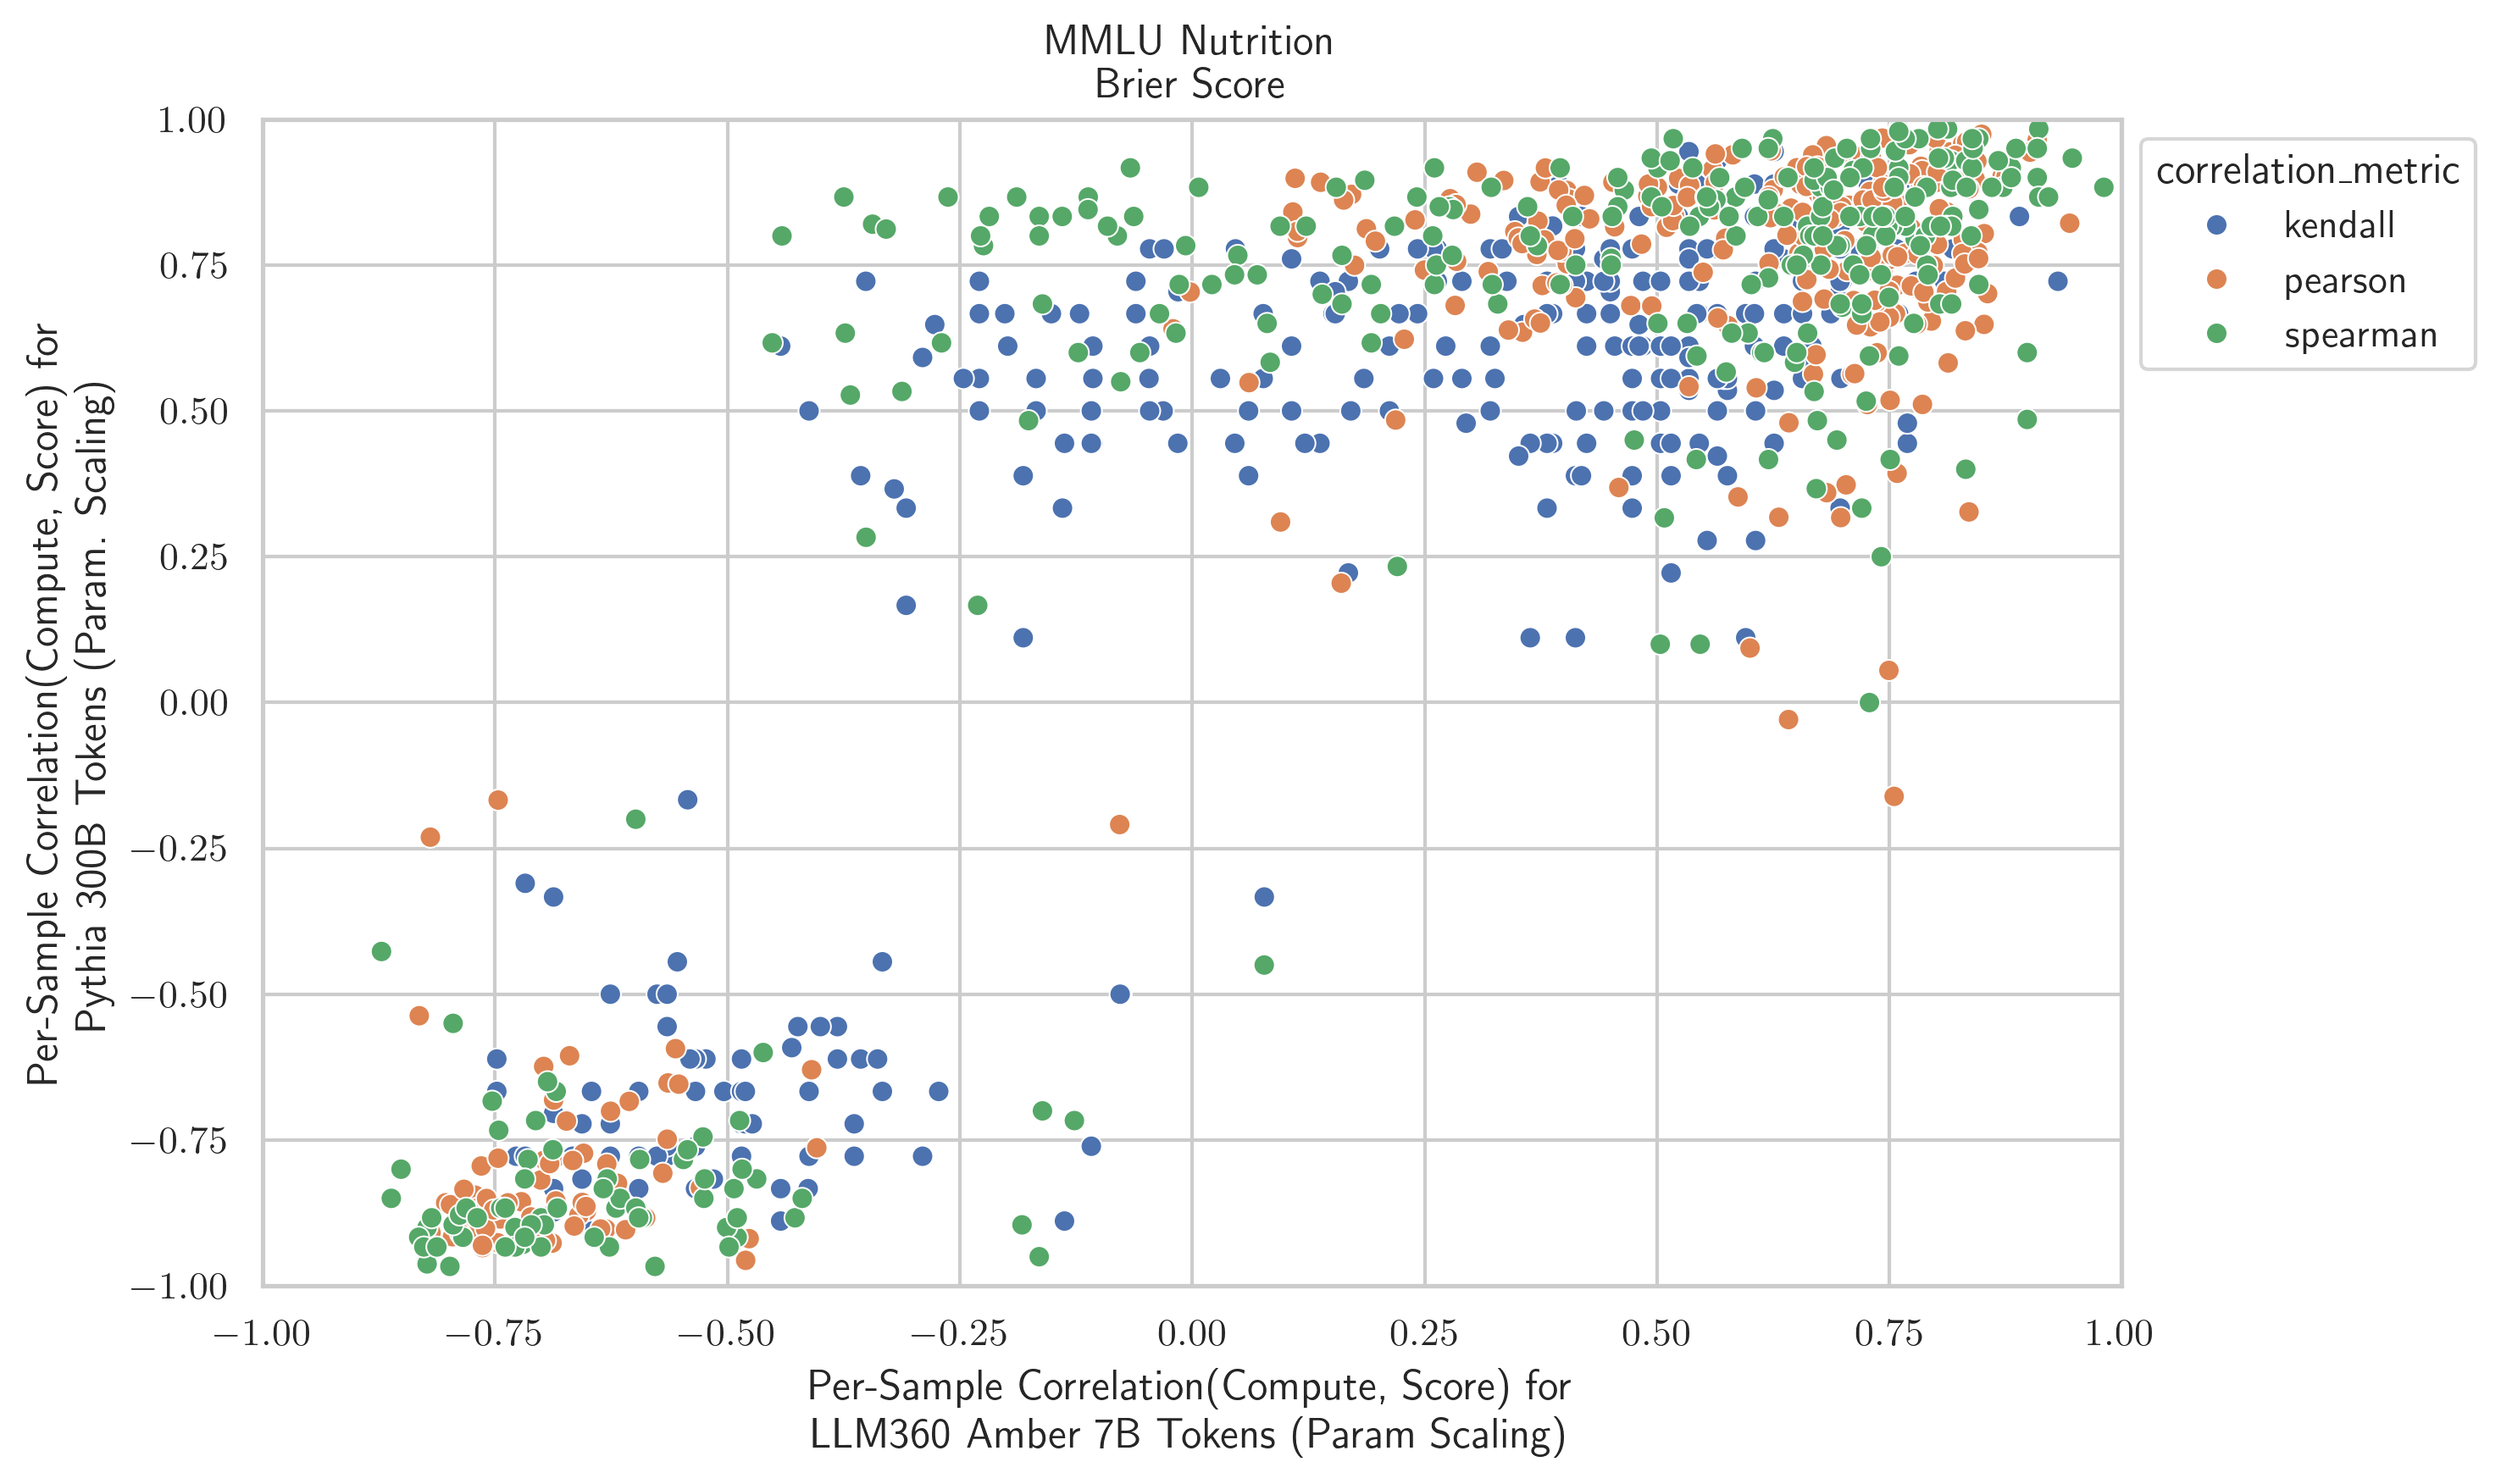 MMLU Nutrition
Brier Score
Per-Sample Correlation(Compute, Score) for
Pythia 300B Tokens (Param. Scaling)
1.00
0.75
0.50
0.25
0.00
−0.25
−0.50
−0.75
−1.00
−1.00 −0.75 −0.50 −0.25 0.00 0.25 0.50 0.75 1.00
Per-Sample Correlation(Compute, Score) for
LLM360 Amber 7B Tokens (Param Scaling)
correlation_metric
kendall
pearson
spearman